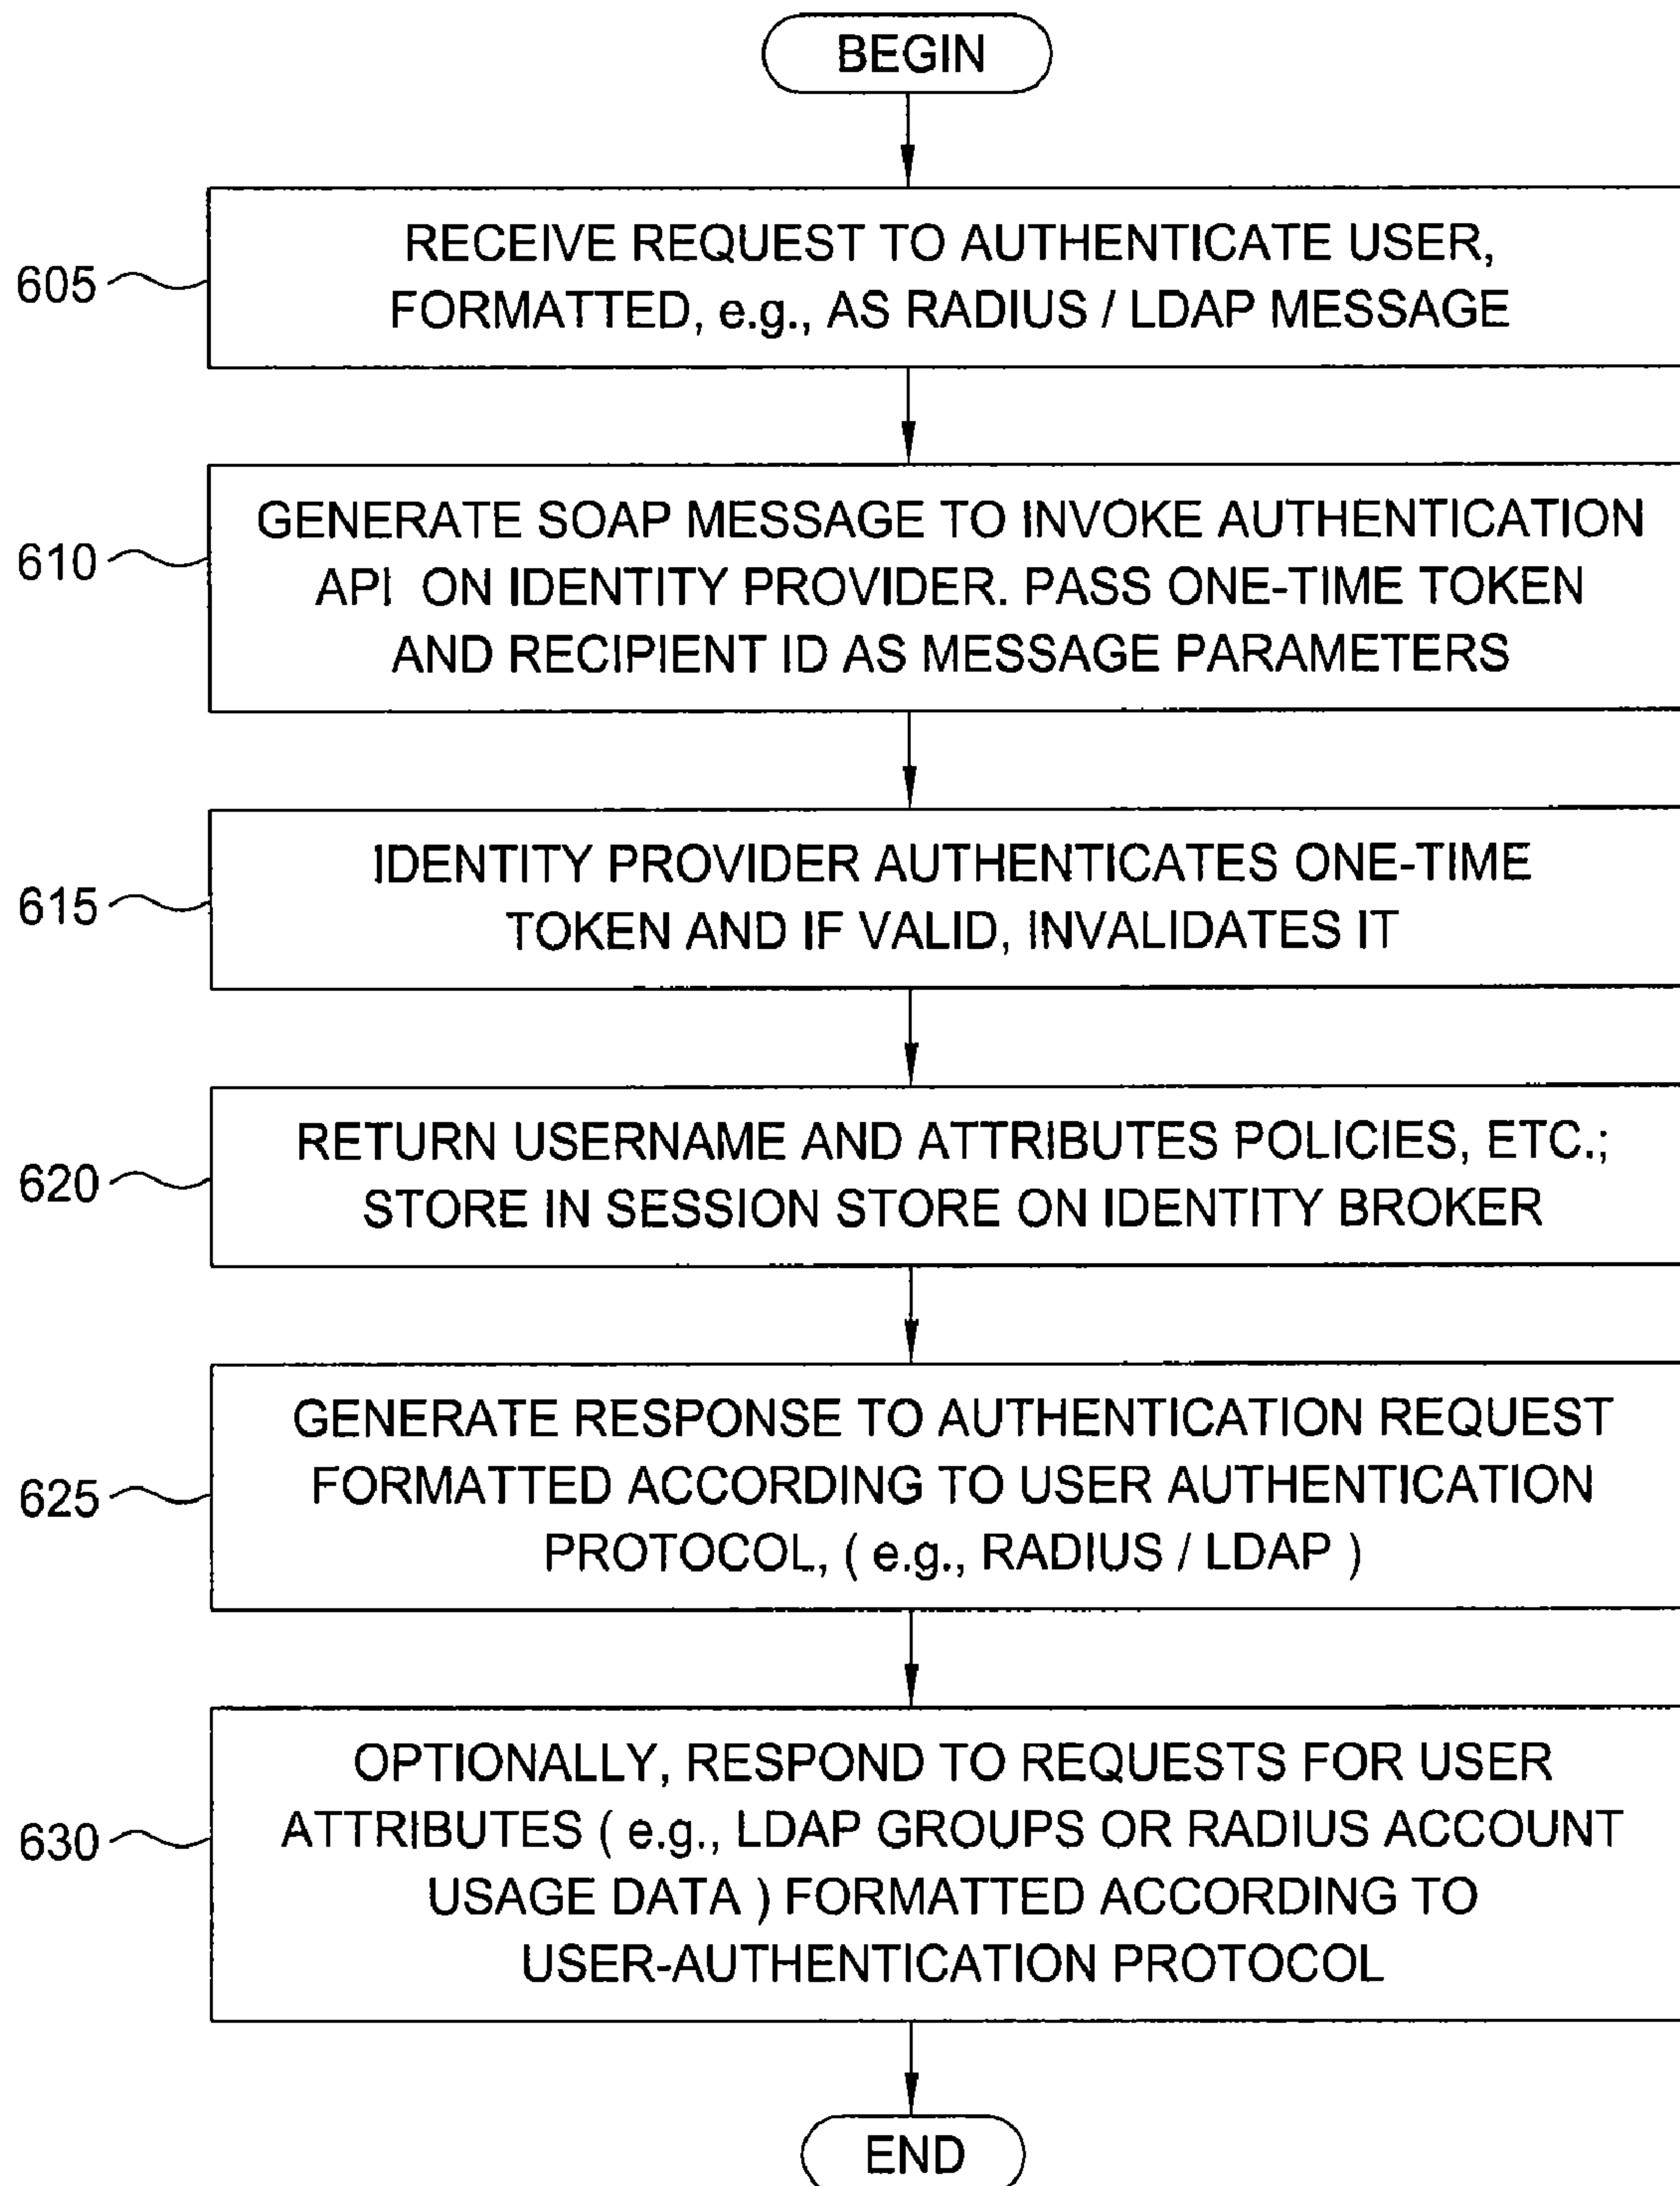 BEGIN
605
RECEIVE REQUEST TO AUTHENTICATE USER,
FORMATTED, e.g., AS RADIUS / LDAP MESSAGE
610
GENERATE SOAP MESSAGE TO INVOKE AUTHENTICATION
API ON IDENTITY PROVIDER. PASS ONE-TIME TOKEN
AND RECIPIENT ID AS MESSAGE PARAMETERS
615
IDENTITY PROVIDER AUTHENTICATES ONE-TIME
TOKEN AND IF VALID, INVALIDATES IT
620
RETURN USERNAME AND ATTRIBUTES POLICIES, ETC.;
STORE IN SESSION STORE ON IDENTITY BROKER
625
GENERATE RESPONSE TO AUTHENTICATION REQUEST
FORMATTED ACCORDING TO USER AUTHENTICATION
PROTOCOL, ( e.g., RADIUS / LDAP )
630
OPTIONALLY, RESPOND TO REQUESTS FOR USER
ATTRIBUTES ( e.g., LDAP GROUPS OR RADIUS ACCOUNT
USAGE DATA ) FORMATTED ACCORDING TO
USER-AUTHENTICATION PROTOCOL
END